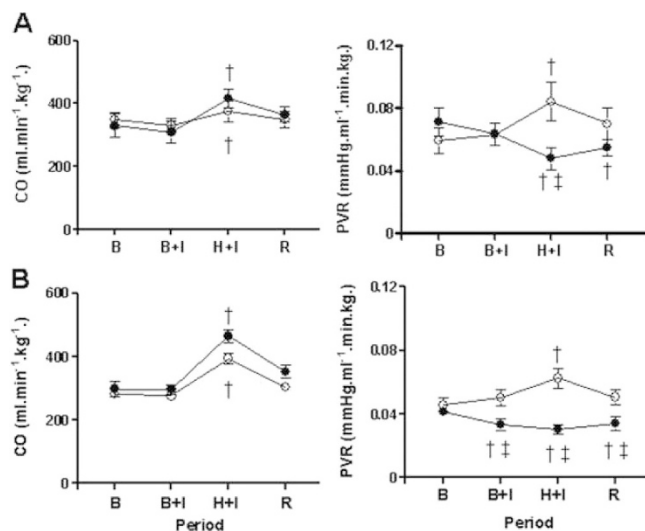 A
600
400
200
0
CO (ml.min⁻¹.kg⁻¹.)
†
†
B B+I H+I R
0.12
0.08
0.04
0
PVR (mmHg.ml⁻¹.min.kg.)
†
†‡ †
B B+I H+I R
Period
B
600
400
200
0
CO (ml.min⁻¹.kg⁻¹.)
†
†
B B+I H+I R
Period
0.12
0.08
0.04
0
PVR (mmHg.ml⁻¹.min.kg.)
†
†‡ †‡ †‡
B B+I H+I R
Period